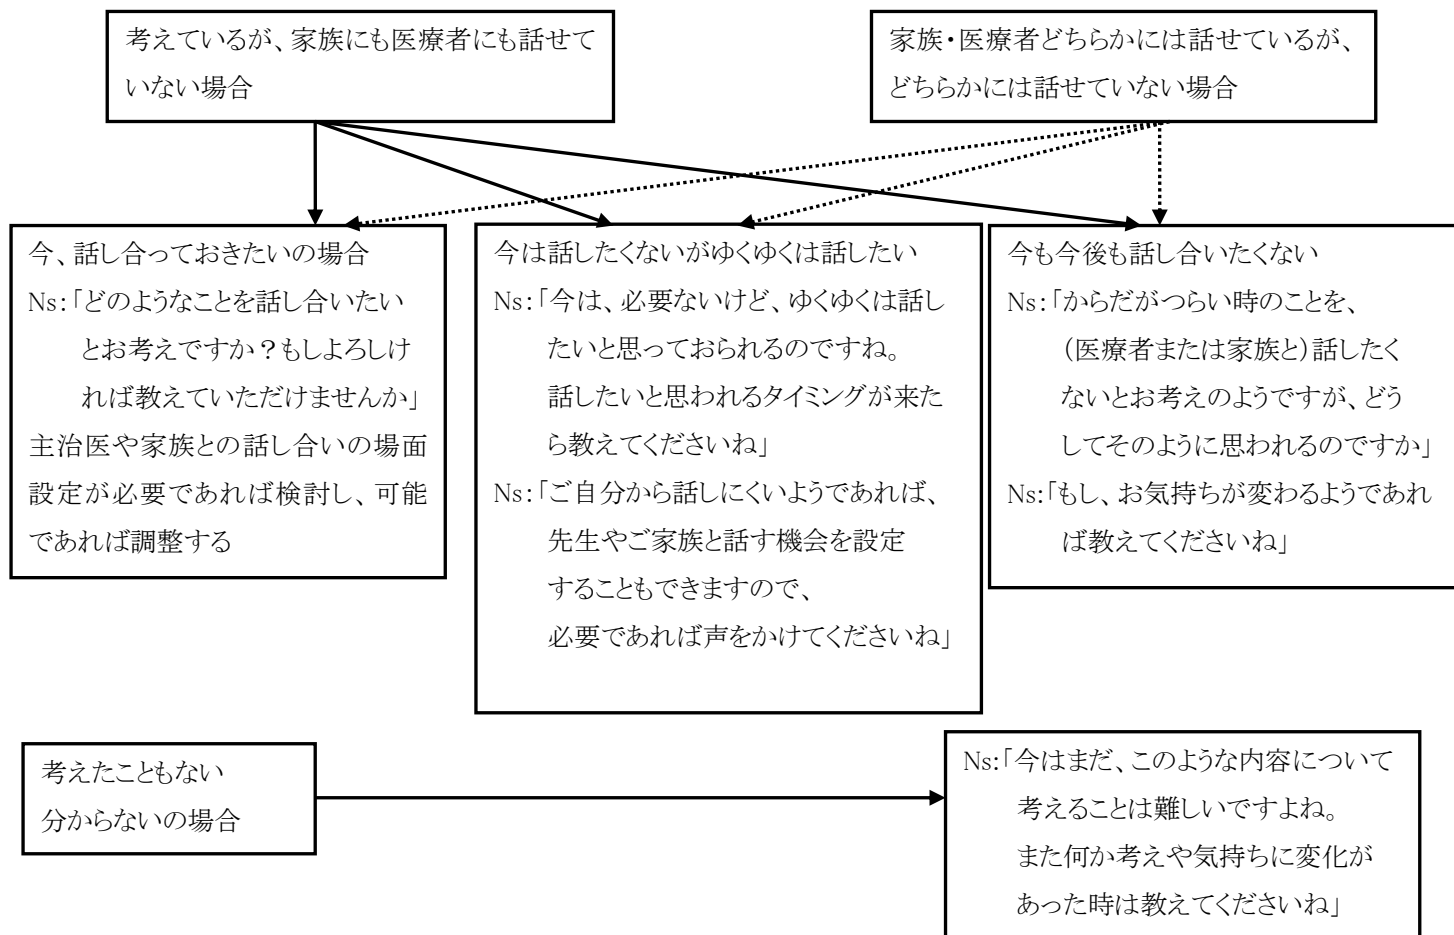 考えているが、家族にも医療者にも話せて
いない場合
家族・医療者どちらかには話せているが、
どちらかには話せていない場合
今、話し合っておきたいの場合
Ns:「どのようなことを話し合いたい
とお考えですか？もしよろしけ
れば教えていただけませんか」
主治医や家族との話し合いの場面
設定が必要であれば検討し、可能
であれば調整する
今は話したくないがゆくゆくは話したい
Ns:「今は、必要ないけど、ゆくゆくは話し
たいと思っておられるのですね。
話したいと思われるタイミングが来た
ら教えてくださいね」
Ns:「ご自分から話しにくいようであれば、
先生やご家族と話す機会を設定
することもできますので、
必要であれば声をかけてくださいね」
今も今後も話し合いたくない
Ns:「からだがつらい時のことを、
(医療者または家族と)話したく
ないとお考えのようですが、どう
してそのように思われるのですか」
Ns:「もし、お気持ちが変わるようであれ
ば教えてくださいね」
考えたこともない
分からないの場合
Ns:「今はまだ、このような内容について
考えることは難しいですよね。
また何か考えや気持ちに変化が
あった時は教えてくださいね」